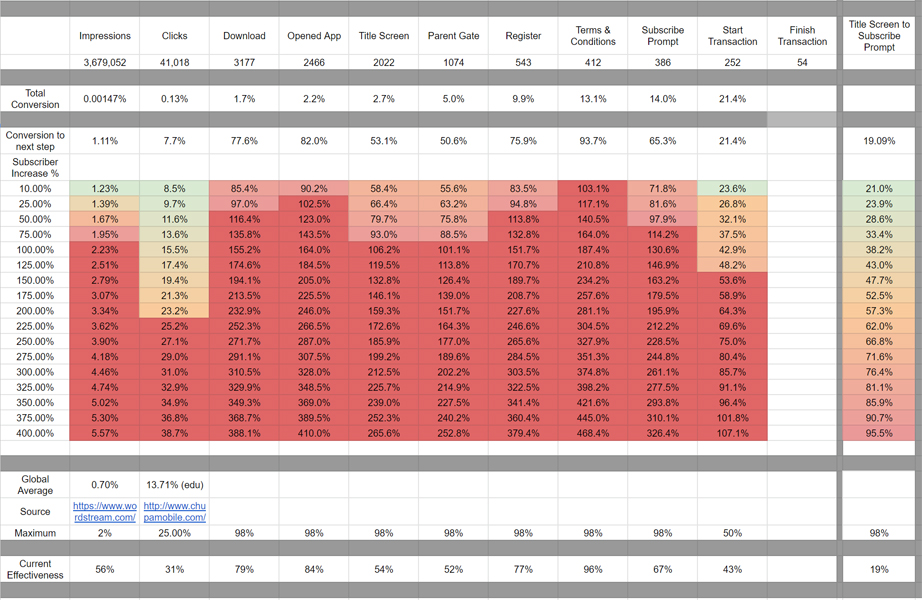 Impressions Clicks Download Opened App Title Screen Parent Gate Register Terms & Conditions Subscribe Prompt Start Transaction Finish Transaction Title Screen to Subscribe Prompt
3,679,052 41,018 3177 2466 2022 1074 543 412 386 252 54
Total Conversion 0.00147% 0.13% 1.7% 2.2% 2.7% 5.0% 9.9% 13.1% 14.0% 21.4%
Conversion to next step 1.11% 7.7% 77.6% 82.0% 53.1% 50.6% 75.9% 93.7% 65.3% 21.4% 19.09%
Subscriber Increase %
10.00% 1.23% 8.5% 85.4% 90.2% 58.4% 55.6% 83.5% 103.1% 71.8% 23.6% 21.0%
25.00% 1.39% 9.7% 97.0% 102.5% 66.4% 63.2% 94.8% 117.1% 81.6% 26.8% 23.9%
50.00% 1.67% 11.6% 116.4% 123.0% 79.7% 75.8% 113.8% 140.5% 97.9% 32.1% 28.6%
75.00% 1.95% 13.6% 135.8% 143.5% 93.0% 88.5% 132.8% 164.0% 114.2% 37.5% 33.4%
100.00% 2.23% 15.5% 155.2% 164.0% 106.2% 101.1% 151.7% 187.4% 130.6% 42.9% 38.2%
125.00% 2.51% 17.4% 174.6% 184.5% 119.5% 113.8% 170.7% 210.8% 146.9% 48.2% 43.0%
150.00% 2.79% 19.4% 194.1% 205.0% 132.8% 126.4% 189.7% 234.2% 163.2% 53.6% 47.7%
175.00% 3.07% 21.3% 213.5% 225.5% 146.1% 139.0% 208.7% 257.6% 179.5% 58.9% 52.5%
200.00% 3.34% 23.2% 232.9% 246.0% 159.3% 151.7% 227.6% 281.1% 195.9% 64.3% 57.3%
225.00% 3.62% 25.2% 252.3% 266.5% 172.6% 164.3% 246.6% 304.5% 212.2% 69.6% 62.0%
250.00% 3.90% 27.1% 271.7% 287.0% 185.9% 177.0% 265.6% 327.9% 228.5% 75.0% 66.8%
275.00% 4.18% 29.0% 291.1% 307.5% 199.2% 189.6% 284.5% 351.3% 244.8% 80.4% 71.6%
300.00% 4.46% 31.0% 310.5% 328.0% 212.5% 202.2% 303.5% 374.8% 261.1% 85.7% 76.4%
325.00% 4.74% 32.9% 329.9% 348.5% 225.7% 214.9% 322.5% 398.2% 277.5% 91.1% 81.1%
350.00% 5.02% 34.9% 349.3% 369.0% 239.0% 227.5% 341.4% 421.6% 293.8% 96.4% 85.9%
375.00% 5.30% 36.8% 368.7% 389.5% 252.3% 240.2% 360.4% 445.0% 310.1% 101.8% 90.7%
400.00% 5.57% 38.7% 388.1% 410.0% 265.6% 252.8% 379.4% 468.4% 326.4% 107.1% 95.5%
Global Average 0.70% 13.71% (edu)
Source https://www.wordstream.com/ http://www.chupamobile.com/
Maximum 2% 25.00% 98% 98% 98% 98% 98% 98% 98% 50% 98%
Current Effectiveness 56% 31% 79% 84% 54% 52% 77% 96% 67% 43% 19%